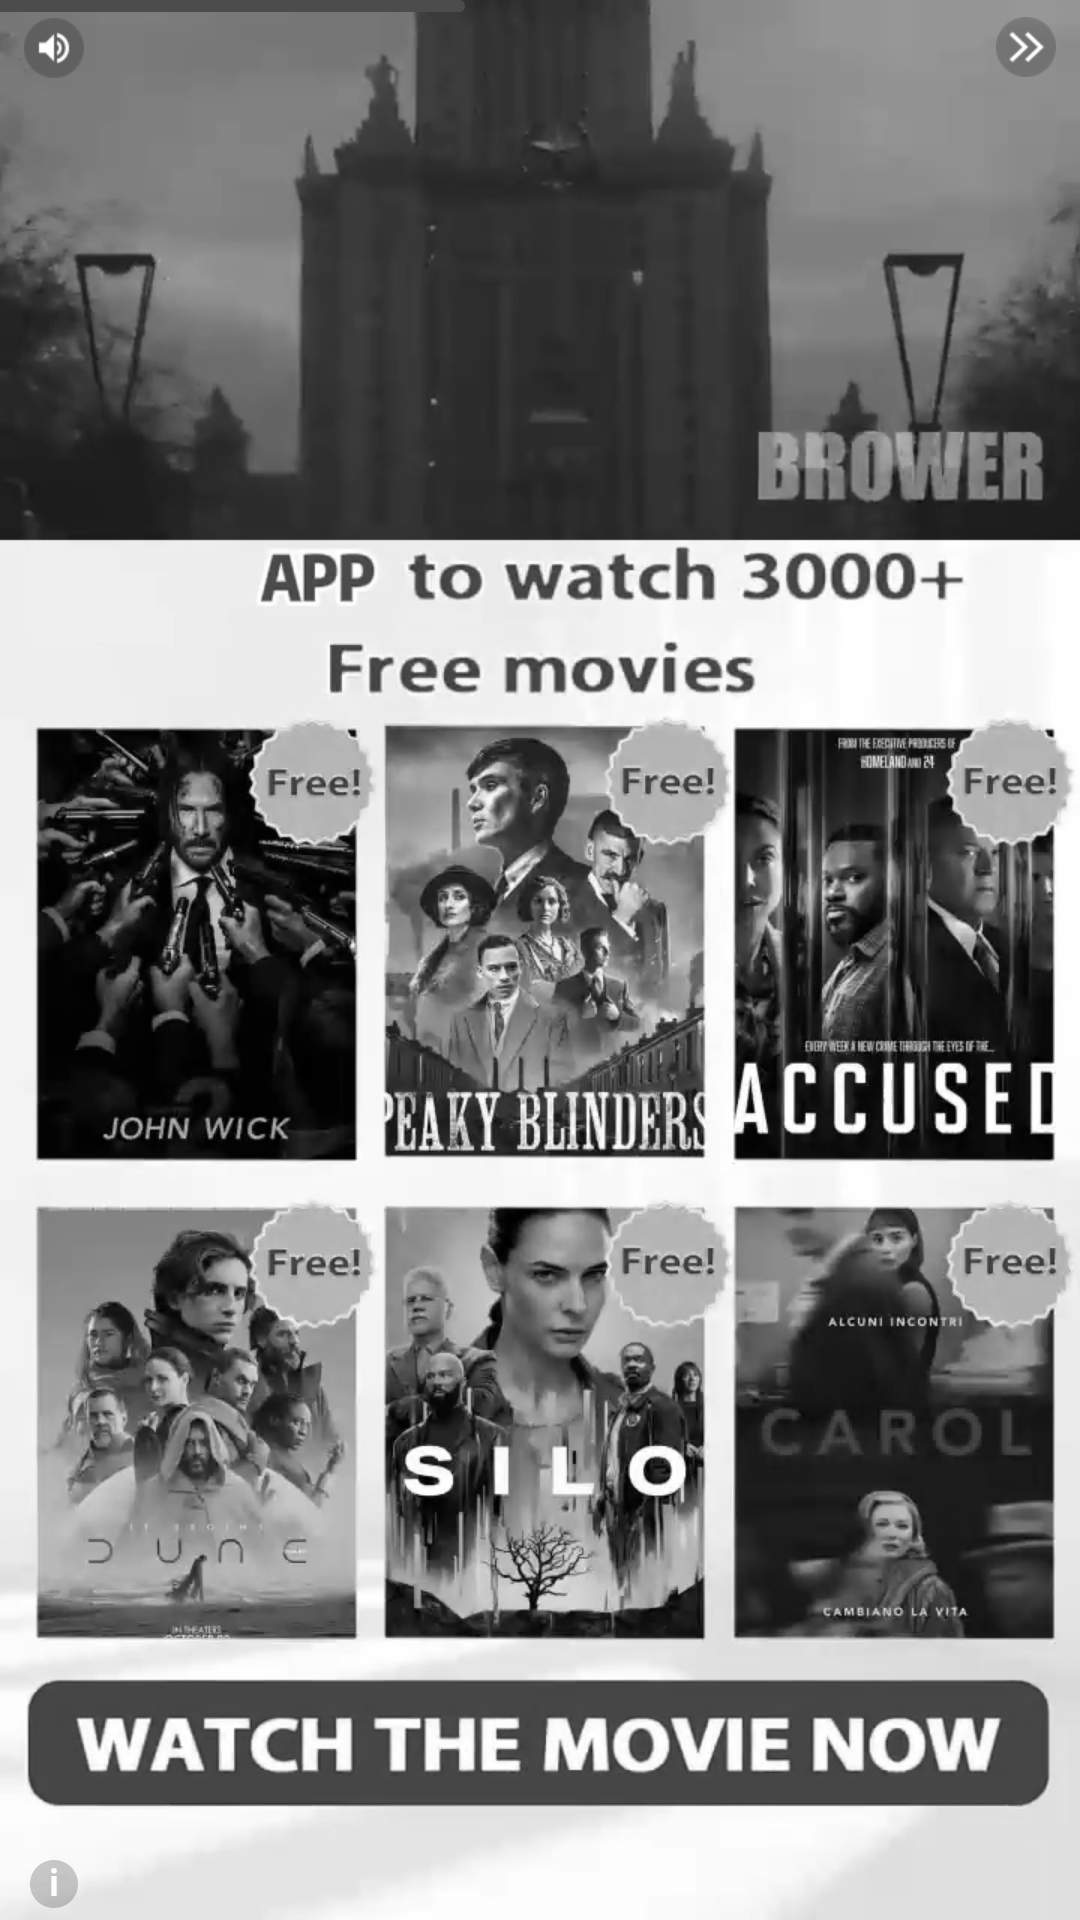 BROWER
APP to watch 3000+
Free movies
Free!
Free!
Free!
FROM THE EXECUTIVE PRODUCERS OF
HOMELAND AND 24
JOHN WICK
PEAKY BLINDERS
EVERY WEEK A NEW CRIME THROUGH THE EYES OF THE...
ACCUSED
Free!
Free!
Free!
ALCUNI INCONTRI
CAROL
SILO
DUNE
CAMBIANO LA VITA
IN THEATERS
WATCH THE MOVIE NOW
i